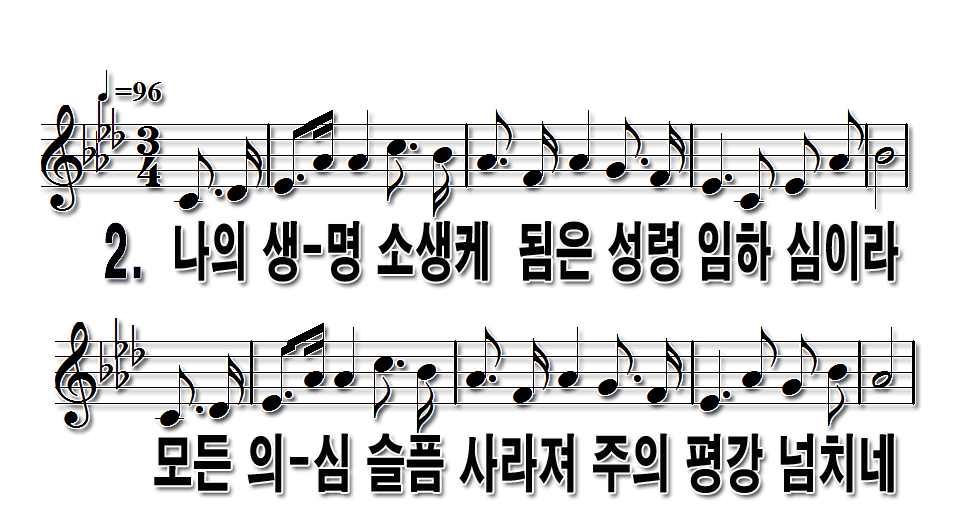 ♩=96
3/4
2. 나의 생-명 소생케 됨은 성령 임하 심이라
모든 의-심 슬픔 사라져 주의 평강 넘치네